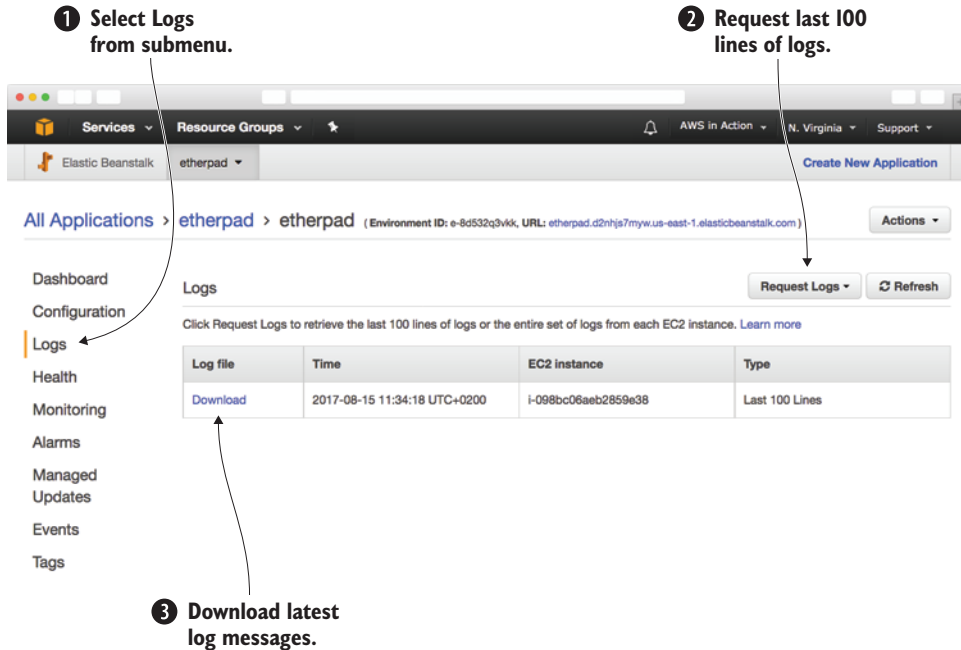 1 Select Logs
from submenu.
2 Request last 100
lines of logs.
Services
Resource Groups
AWS in Action
N. Virginia
Support
Elastic Beanstalk
etherpad
Create New Application
All Applications > etherpad > etherpad ( Environment ID: e-8d532q3vkk, URL: etherpad.d2nhjs7myw.us-east-1.elasticbeanstalk.com )
Actions
Dashboard
Configuration
Logs
Health
Monitoring
Alarms
Managed
Updates
Events
Tags
Logs
Request Logs
Refresh
Click Request Logs to retrieve the last 100 lines of logs or the entire set of logs from each EC2 instance. Learn more
Log file Time EC2 instance Type
Download 2017-08-15 11:34:18 UTC+0200 i-098bc06aeb2859e38 Last 100 Lines
3 Download latest
log messages.